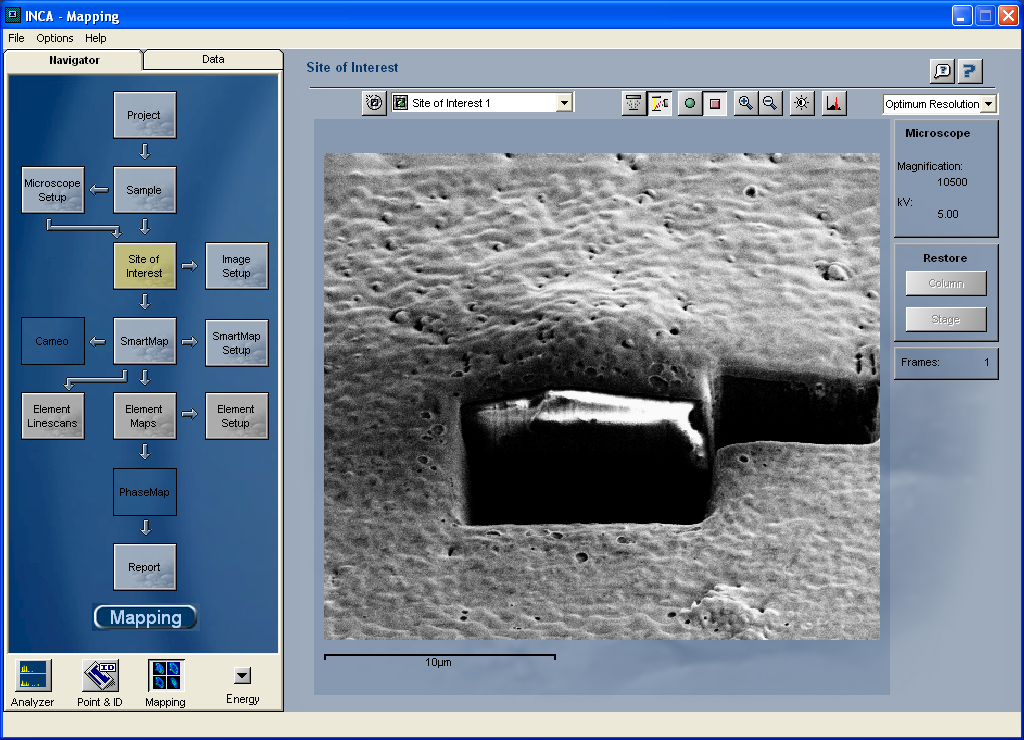 INCA - Mapping
File Options Help
Navigator
Data
Project
Microscope
Setup
Sample
Site of
Interest
Image
Setup
Cameo
SmartMap
SmartMap
Setup
Element
Linescans
Element
Maps
Element
Setup
PhaseMap
Report
Mapping
Analyzer
ID
Point & ID
Mapping
Energy
Site of Interest
Site of Interest 1
Optimum Resolution
Microscope
Magnification:
10500
kV:
5.00
Restore
Column
Stage
Frames: 1
10µm